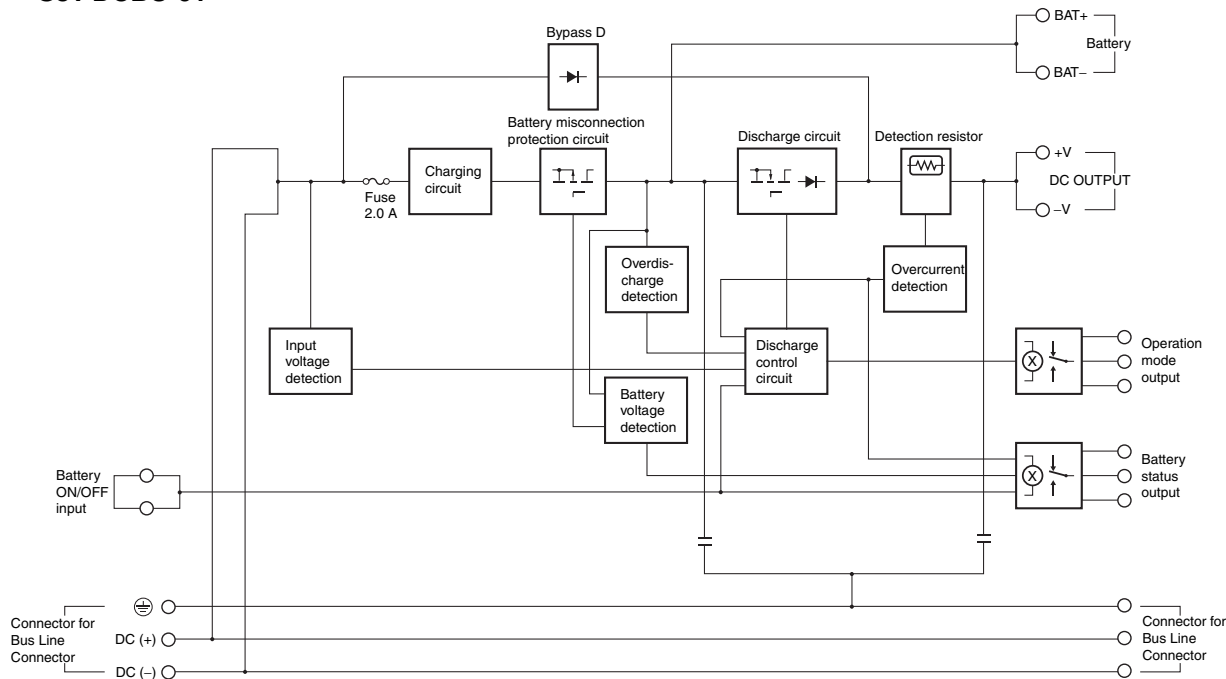 Bypass D
BAT+
Battery
BAT–
Battery misconnection
protection circuit
Discharge circuit
Detection resistor
Charging
circuit
Fuse
2.0 A
+V
DC OUTPUT
–V
Overdis-
charge
detection
Overcurrent
detection
Input
voltage
detection
Discharge
control
circuit
X
Operation
mode
output
Battery
voltage
detection
Battery
ON/OFF
input
X
Battery
status
output
Connector for
Bus Line
Connector
DC (+)
DC (–)
Connector for
Bus Line
Connector